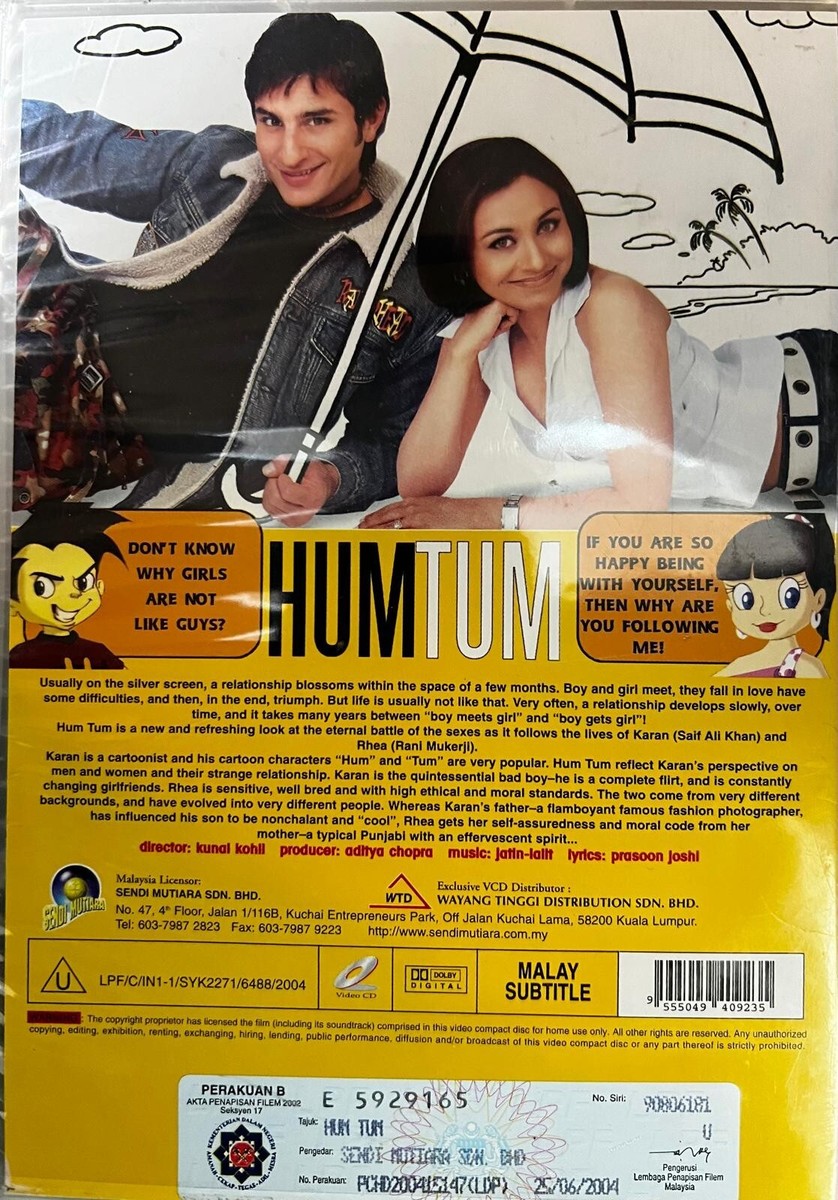 DON'T KNOW
WHY GIRLS
ARE NOT
LIKE GUYS?
HUMTUM
IF YOU ARE SO
HAPPY BEING
WITH YOURSELF,
THEN WHY ARE
YOU FOLLOWING
ME!
Usually on the silver screen, a relationship blossoms within the space of a few months. Boy and girl meet, they fall in love have
some difficulties, and then, in the end, triumph. But life is usually not like that. Very often, a relationship develops slowly, over
time, and it takes many years between "boy meets girl" and "boy gets girl"!
Hum Tum is a new and refreshing look at the eternal battle of the sexes as it follows the lives of Karan (Saif Ali Khan) and
Rhea (Rani Mukerji).
Karan is a cartoonist and his cartoon characters "Hum" and "Tum" are very popular. Hum Tum reflect Karan's perspective on
men and women and their strange relationship. Karan is the quintessential bad boy–he is a complete flirt, and is constantly
changing girlfriends. Rhea is sensitive, well bred and with high ethical and moral standards. The two come from very different
backgrounds, and have evolved into very different people. Whereas Karan's father–a flamboyant famous fashion photographer,
has influenced his son to be nonchalant and "cool", Rhea gets her self-assuredness and moral code from her
mother–a typical Punjabi with an effervescent spirit...
director: kunal kohli producer: aditya chopra music: jatin-lalit lyrics: prasoon joshi
SENDI MUTIARA
Malaysia Licensor:
SENDI MUTIARA SDN. BHD.
WTD
Exclusive VCD Distributor :
WAYANG TINGGI DISTRIBUTION SDN. BHD.
No. 47, 4th Floor, Jalan 1/116B, Kuchai Entrepreneurs Park, Off Jalan Kuchai Lama, 58200 Kuala Lumpur.
Tel: 603-7987 2823 Fax: 603-7987 9223 http://www.sendimutiara.com.my
U
LPF/C/IN1-1/SYK2271/6488/2004
Video CD
DOLBY
DIGITAL
MALAY
SUBTITLE
9 555049 409235
: The copyright proprietor has licensed the film (including its soundtrack) comprised in this video compact disc for home use only. All other rights are reserved. Any unauthorized
copying, editing, exhibition, renting, exchanging, hiring, lending, public performance, diffusion and/or broadcast of this video compact disc or any part thereof is strictly prohibited.
PERAKUAN B
AKTA PENAPISAN FILEM 2002
Seksyen 17
KEMENTERIAN DALAM NEGERI
E 5929165
No. Siri: 90806181
Tajuk: HUM TUM
U
Pengedar: SENDI MUTIARA SDN. BHD
No. Perakuan: PCHD20041S147(LDP) 25/06/2004
Pengerusi
Lembaga Penapisan Filem
Malaysia